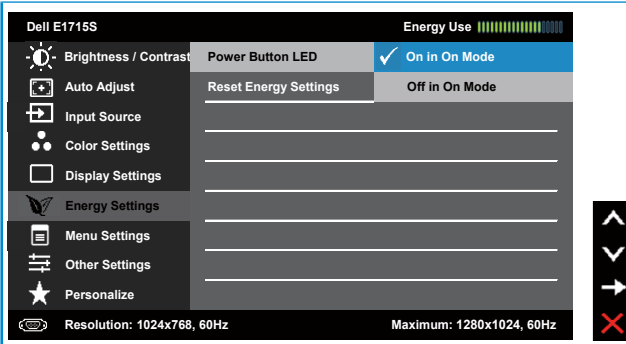 Dell E1715S Energy Use
Brightness / Contrast Power Button LED On in On Mode
Auto Adjust Reset Energy Settings Off in On Mode
Input Source
Color Settings
Display Settings
Energy Settings
Menu Settings
Other Settings
Personalize
Resolution: 1024x768, 60Hz Maximum: 1280x1024, 60Hz